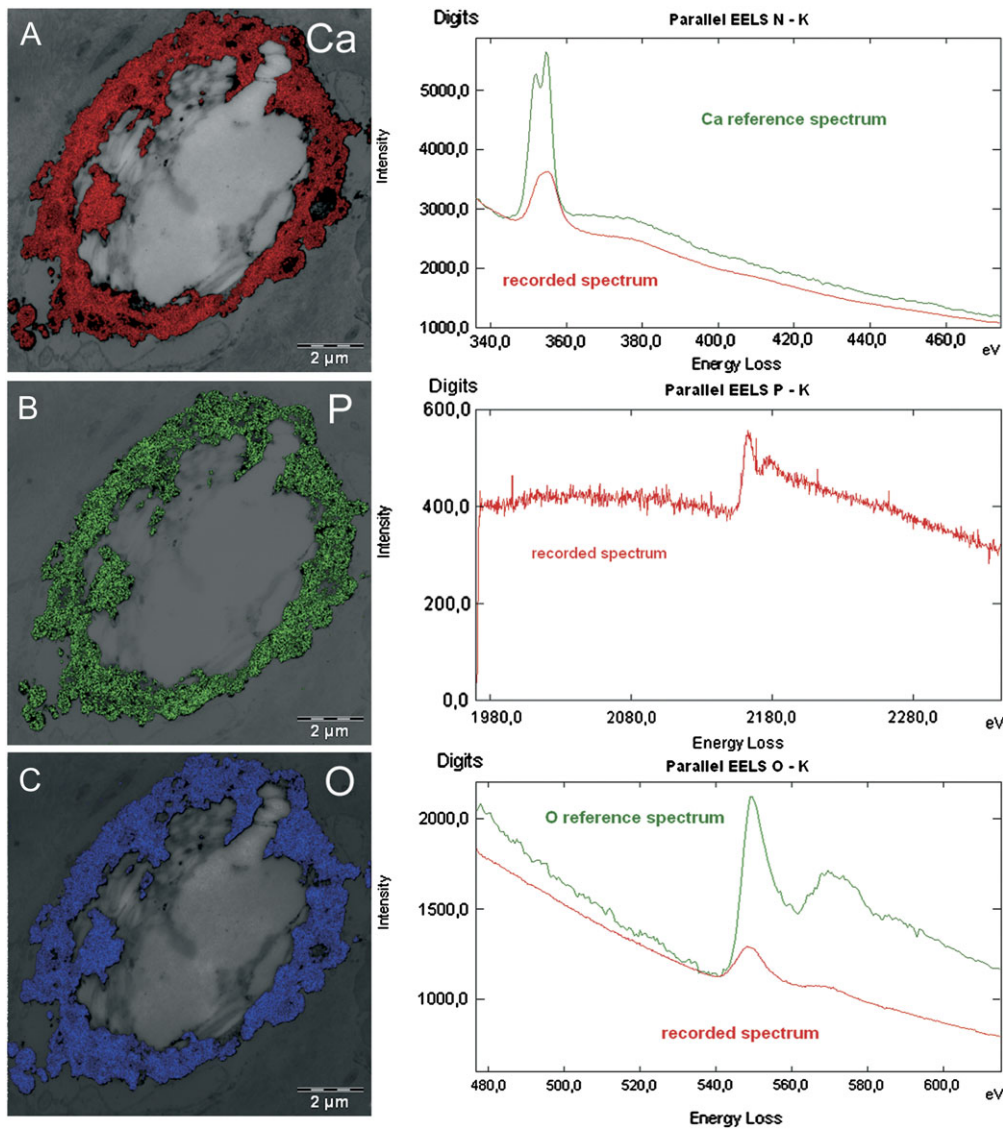 A Ca
2 µm
Digits
Parallel EELS N - K
Intensity
5000,0
4000,0
3000,0
2000,0
1000,0
Ca reference spectrum
recorded spectrum
340,0 360,0 380,0 400,0 420,0 440,0 460,0 eV
Energy Loss
B P
2 µm
Digits
Parallel EELS P - K
Intensity
600,0
400,0
200,0
0,0
recorded spectrum
1980,0 2080,0 2180,0 2280,0 eV
Energy Loss
C O
2 µm
Digits
Parallel EELS O - K
Intensity
2000,0
1500,0
1000,0
O reference spectrum
recorded spectrum
480,0 500,0 520,0 540,0 560,0 580,0 600,0 eV
Energy Loss